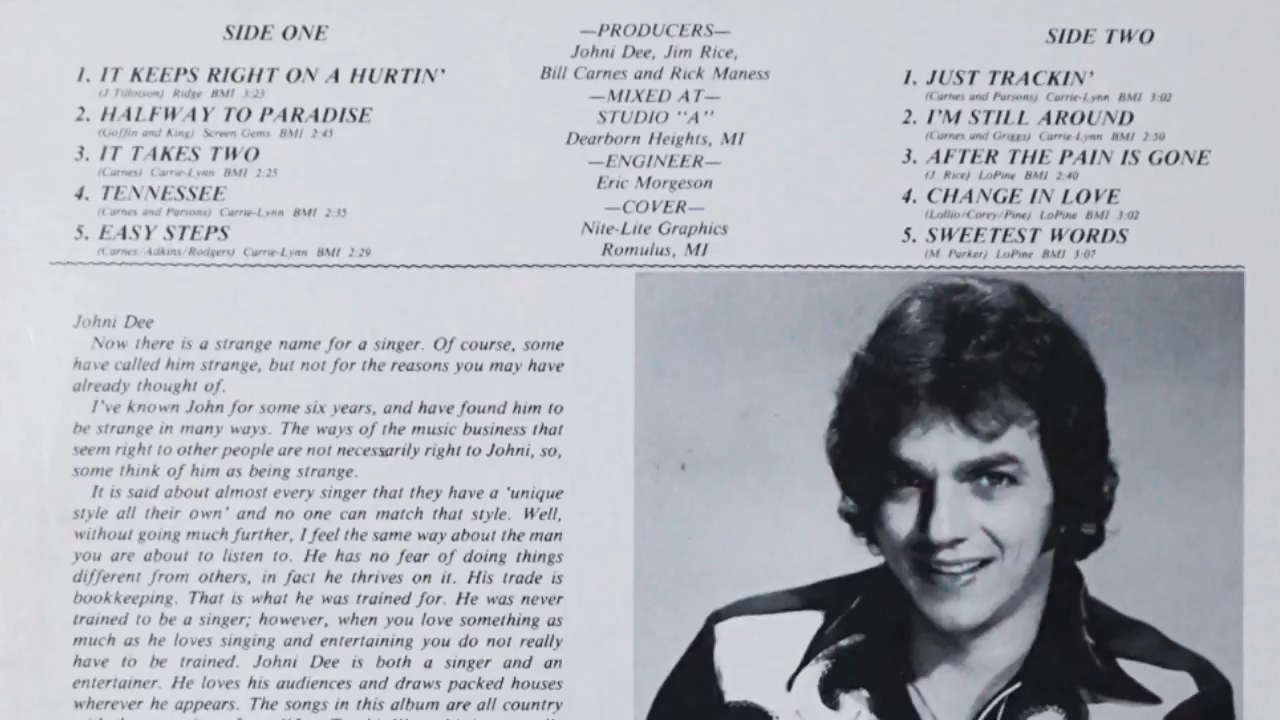 SIDE ONE
1. IT KEEPS RIGHT ON A HURTIN'
(J. Tillotson) Ridge BMI 3:23
2. HALFWAY TO PARADISE
(Goffin and King) Screen Gems BMI 2:45
3. IT TAKES TWO
(Carnes) Carrie-Lynn BMI 2:25
4. TENNESSEE
(Carnes and Parsons) Carrie-Lynn BMI 2:35
5. EASY STEPS
(Carnes/Adkins/Rodgers) Carrie-Lynn BMI 2:29
—PRODUCERS—
Johni Dee, Jim Rice,
Bill Carnes and Rick Maness
—MIXED AT—
STUDIO "A"
Dearborn Heights, MI
—ENGINEER—
Eric Morgeson
—COVER—
Nite-Lite Graphics
Romulus, MI
SIDE TWO
1. JUST TRACKIN'
(Carnes and Parsons) Carrie-Lynn BMI 3:02
2. I'M STILL AROUND
(Carnes and Griggs) Carrie-Lynn BMI 2:50
3. AFTER THE PAIN IS GONE
(J. Rice) LoPine BMI 2:40
4. CHANGE IN LOVE
(Lollio/Corey/Pine) LoPine BMI 3:02
5. SWEETEST WORDS
(M. Parker) LoPine BMI 3:07
Johni Dee
Now there is a strange name for a singer. Of course, some
have called him strange, but not for the reasons you may have
already thought of.
I've known John for some six years, and have found him to
be strange in many ways. The ways of the music business that
seem right to other people are not necessarily right to Johni, so,
some think of him as being strange.
It is said about almost every singer that they have a 'unique
style all their own' and no one can match that style. Well,
without going much further, I feel the same way about the man
you are about to listen to. He has no fear of doing things
different from others, in fact he thrives on it. His trade is
bookkeeping. That is what he was trained for. He was never
trained to be a singer; however, when you love something as
much as he loves singing and entertaining you do not really
have to be trained. Johni Dee is both a singer and an
entertainer. He loves his audiences and draws packed houses
wherever he appears. The songs in this album are all country